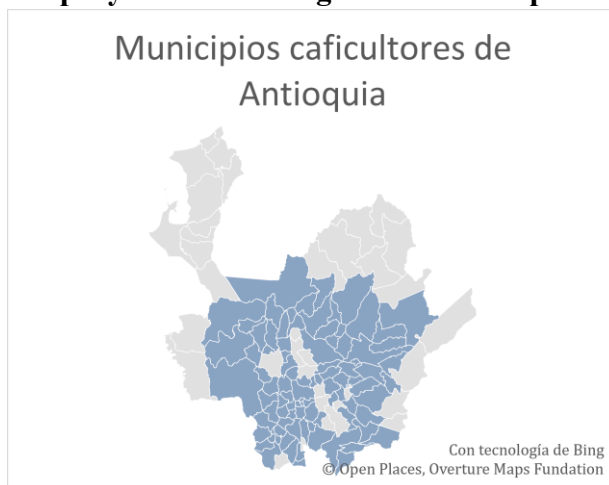 Municipios caficultores de
Antioquia
Con tecnología de Bing
© Open Places, Overture Maps Fundation